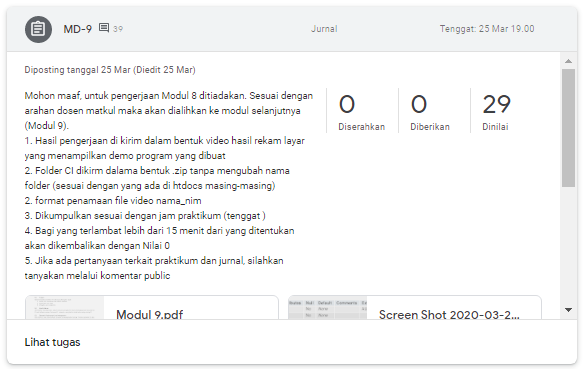 MD-9 39 Jurnal Tenggat: 25 Mar 19.00
Diposting tanggal 25 Mar (Diedit 25 Mar)
Mohon maaf, untuk pengerjaan Modul 8 ditiadakan. Sesuai dengan
arahan dosen matkul maka akan dialihkan ke modul selanjutnya
(Modul 9).
1. Hasil pengerjaan di kirim dalam bentuk video hasil rekam layar
yang menampilkan demo program yang dibuat
2. Folder CI dikirm dalama bentuk .zip tanpa mengubah nama
folder (sesuai dengan yang ada di htdocs masing-masing)
2. format penamaan file video nama_nim
3. Dikumpulkan sesuai dengan jam praktikum (tenggat )
4. Bagi yang terlambat lebih dari 15 menit dari yang ditentukan
akan dikembalikan dengan Nilai 0
5. Jika ada pertanyaan terkait praktikum dan jurnal, silahkan
tanyakan melalui komentar public
0 0 29
Diserahkan Diberikan Dinilai
Modul 9.pdf
Screen Shot 2020-03-2...
Lihat tugas